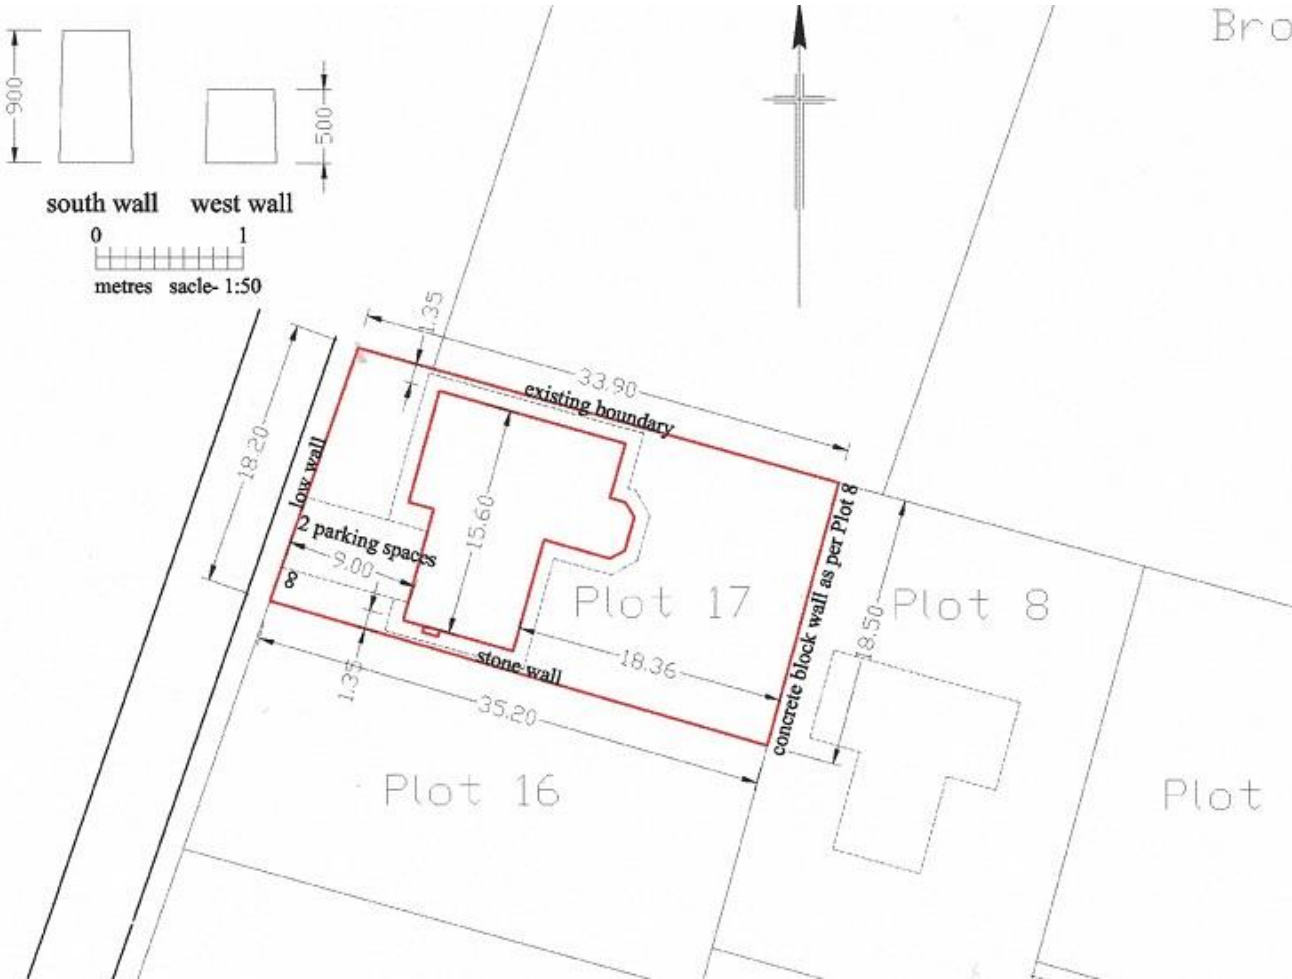 Bro
900
500
south wall
west wall
0
1
metres sacle- 1:50
1.35
33.90
existing boundary
18.20
low wall
15.60
2 parking spaces
9.00
8
Plot 17
concrete block wall as per Plot 8
Plot 8
18.50
18.36
stone wall
1.35
35.20
Plot 16
Plot